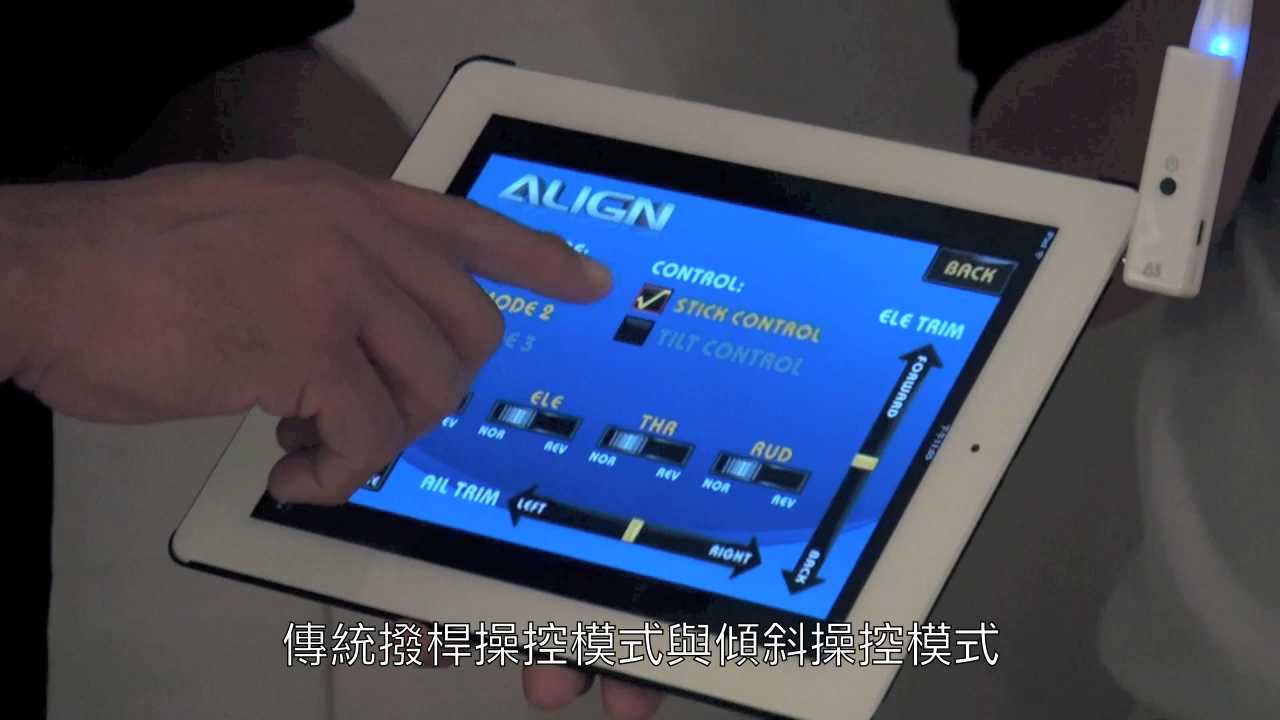 ALIGN
BACK
CONTROL:
STICK CONTROL
TILT CONTROL
MODE 2
E 3
ELE TRIM
FORWARD
BACK
ELE
NOR
REV
THR
NOR
REV
RUD
NOR
REV
AIL TRIM
LEFT
RIGHT
傳統撥桿操控模式與傾斜操控模式